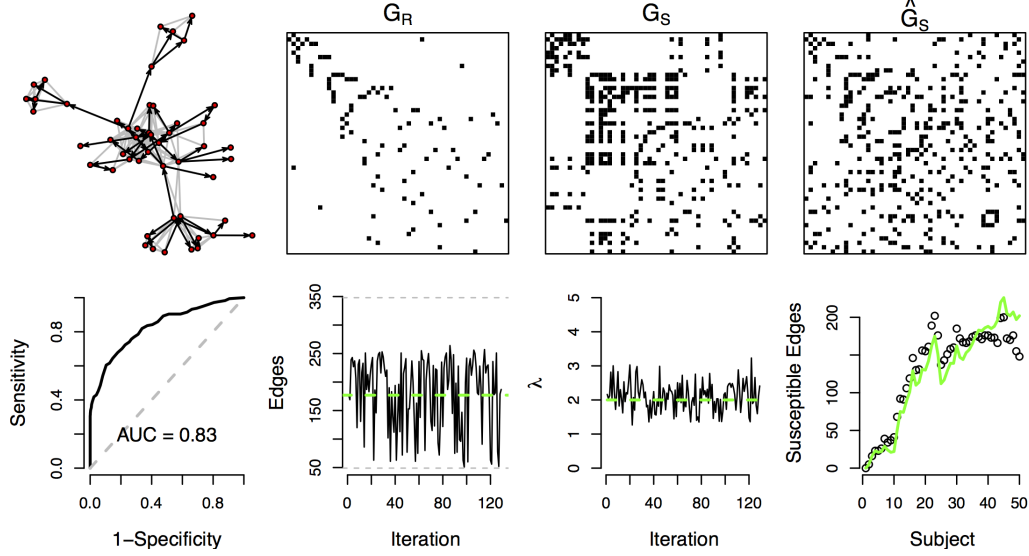 G_R
G_S
Ĝ_S
Sensitivity
0.0 0.4 0.8
AUC = 0.83
0.0 0.4 0.8
1−Specificity
Edges
50 150 250 350
0 40 80 120
Iteration
λ
0 1 2 3 4 5
0 40 80 120
Iteration
Susceptible Edges
0 50 100 200
0 10 20 30 40 50
Subject